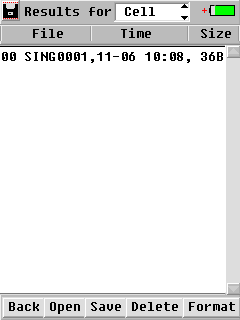 Results for Cell
File Time Size
00 SING0001,11-06 10:08, 36B
Back Open Save Delete Format